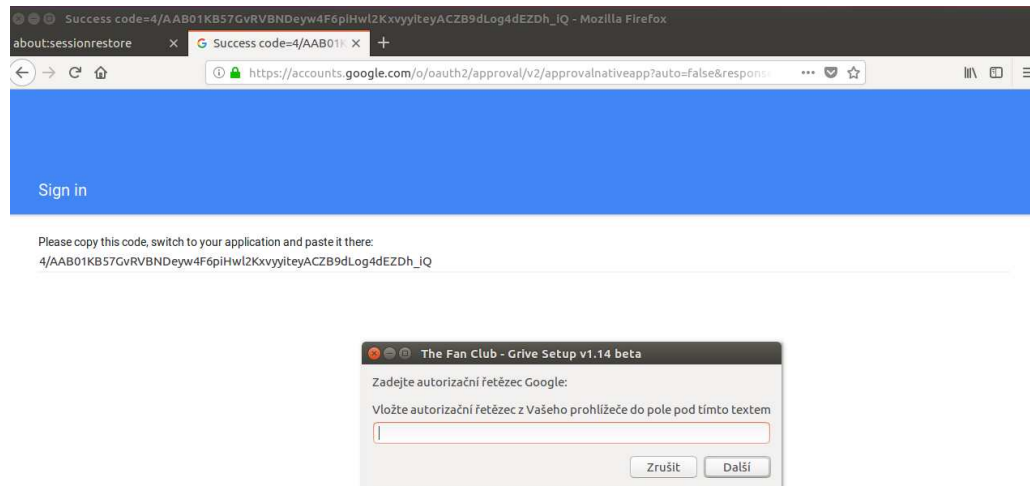 Success code=4/AAB01KB57GvRVBNDeyw4F6piHwl2KxvyyiteyACZB9dLog4dEZDh_iQ - Mozilla Firefox
about:sessionrestore
Success code=4/AAB01K
https://accounts.google.com/o/oauth2/approval/v2/approvalnativeapp?auto=false&respons
Sign in
Please copy this code, switch to your application and paste it there:
4/AAB01KB57GvRVBNDeyw4F6piHwl2KxvyyiteyACZB9dLog4dEZDh_iQ
The Fan Club - Grive Setup v1.14 beta
Zadejte autorizační řetězec Google:
Vložte autorizační řetězec z Vašeho prohlížeče do pole pod tímto textem
Zrušit
Další